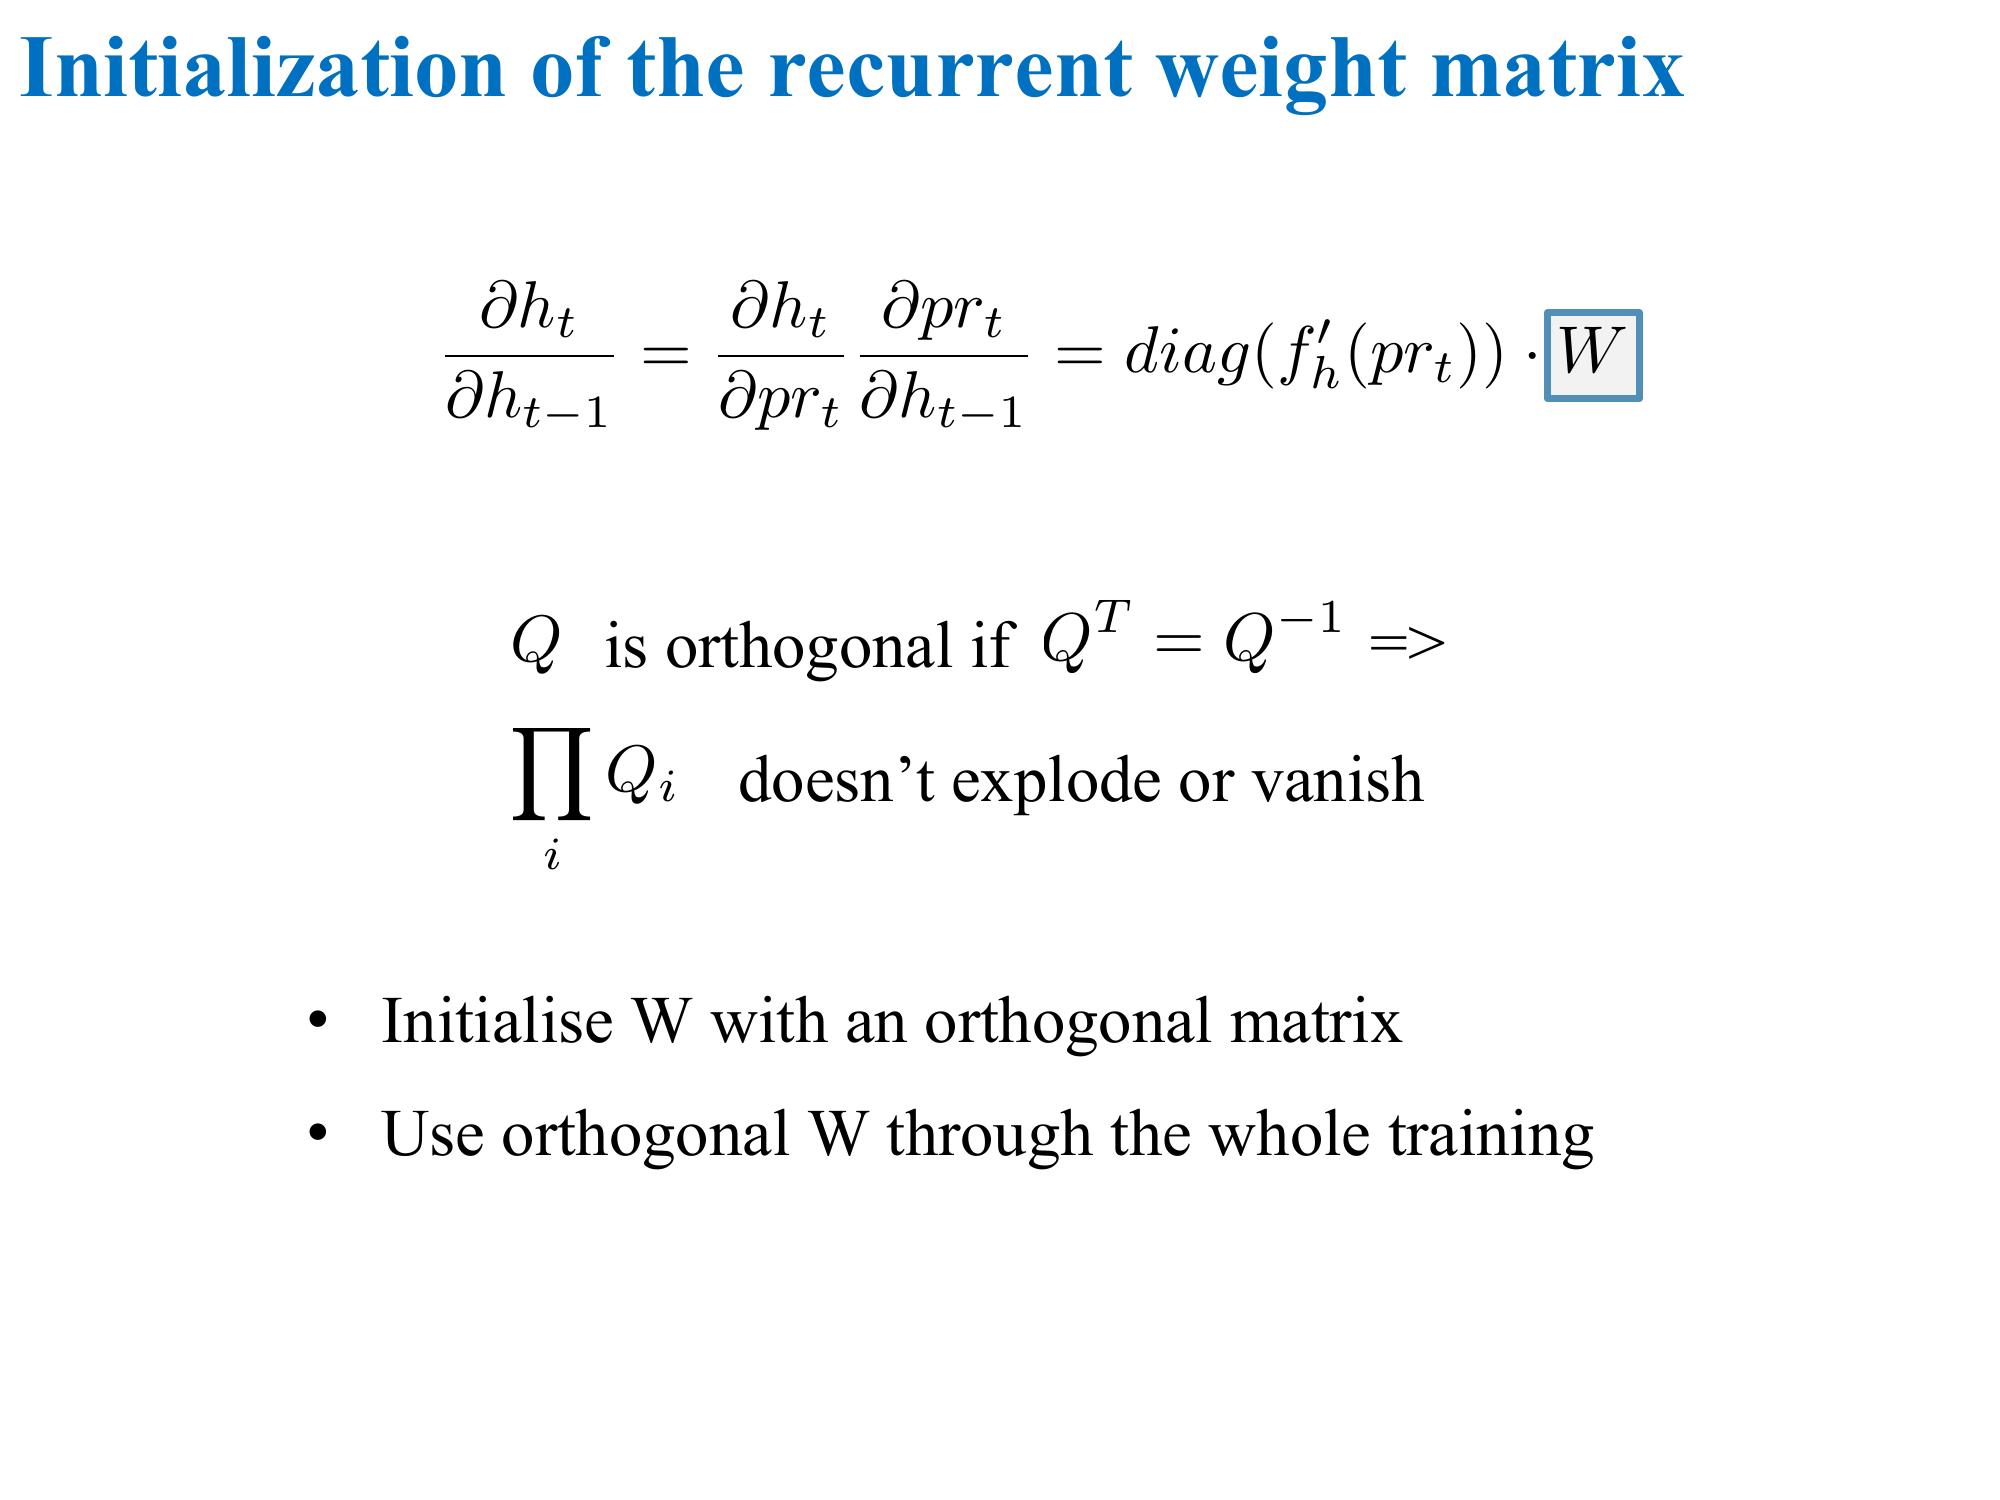 Initialization of the recurrent weight matrix
$\frac{\partial h_t}{\partial h_{t-1}} = \frac{\partial h_t}{\partial pr_t} \frac{\partial pr_t}{\partial h_{t-1}} = diag(f'_h(pr_t)) \cdot W$
$Q$ is orthogonal if $Q^T = Q^{-1}$ =>
$\prod_i Q_i$ doesn’t explode or vanish
• Initialise W with an orthogonal matrix
• Use orthogonal W through the whole training